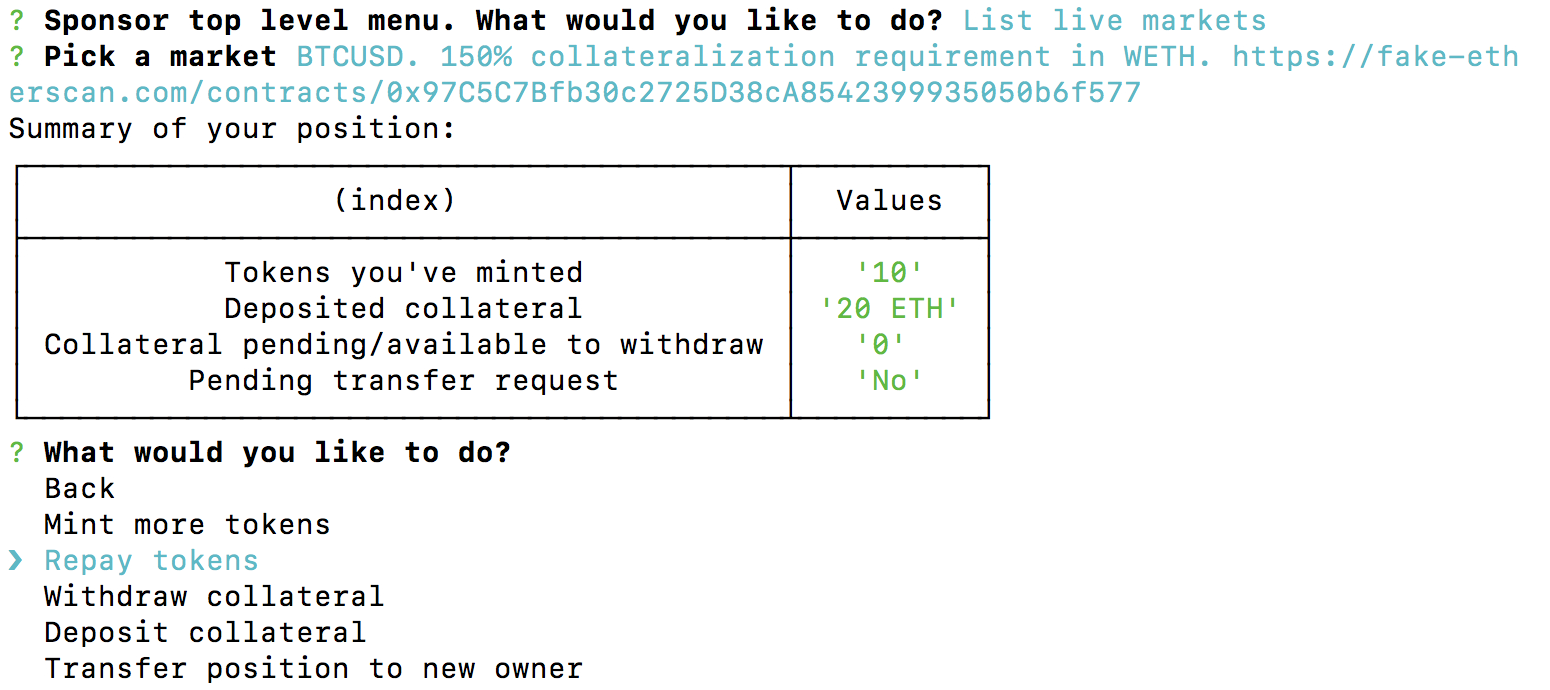 ? Sponsor top level menu. What would you like to do? List live markets
? Pick a market BTCUSD. 150% collateralization requirement in WETH. https://fake-eth
erscan.com/contracts/0x97C5C7Bfb30c2725D38cA8542399935050b6f577
Summary of your position:
(index) Values
Tokens you've minted '10'
Deposited collateral '20 ETH'
Collateral pending/available to withdraw '0'
Pending transfer request 'No'
? What would you like to do?
Back
Mint more tokens
❯ Repay tokens
Withdraw collateral
Deposit collateral
Transfer position to new owner